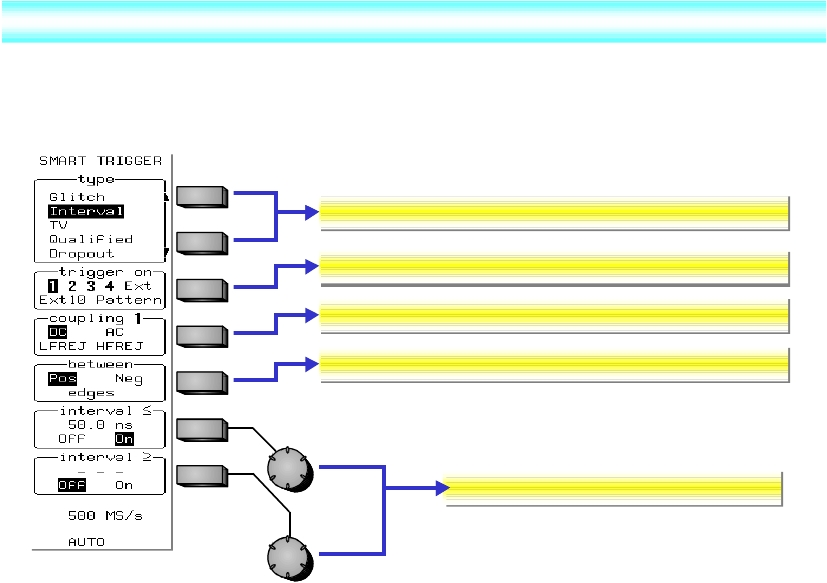 SMART TRIGGER
type
Glitch
Interval
TV
Qualified
Dropout
trigger on
1 2 3 4 Ext
Ext10 Pattern
coupling 1
DC AC
LFREJ HFREJ
between
Pos Neg
edges
interval ≤
50.0 ns
OFF On
interval ≥
- - -
OFF On
500 MS/s
AUTO